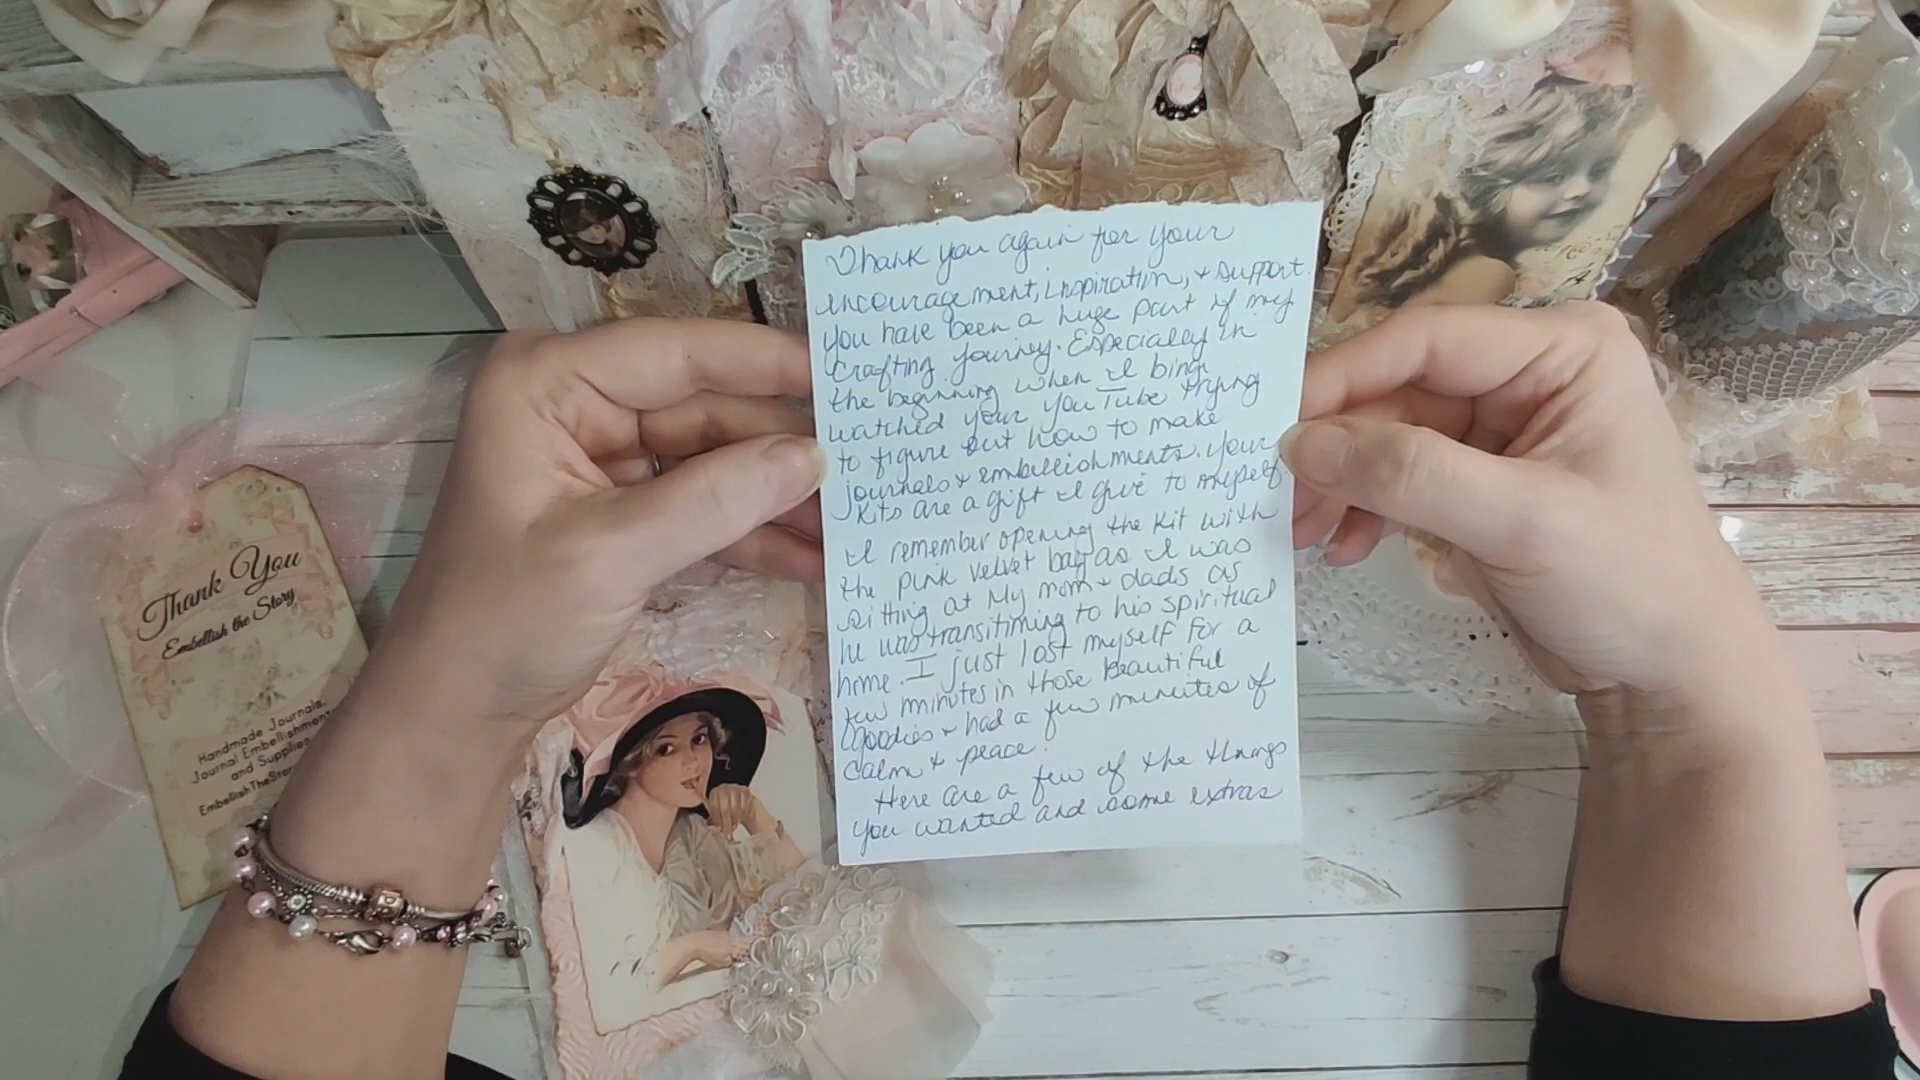 Thank you again for your
encouragement, inspiration, & support.
You have been a huge part of my
crafting journey. Especially in
the beginning when I bing
watched your YouTube trying
to figure out how to make
journals & embellishments. Your
kits are a gift I give to myself
I remember opening the kit with
the pink velvet bag as I was
sitting at my mom & dads as
he was transitiming to his spiritual
home. I just lost myself for a
few minutes in those beautiful
goodies & had a few minutes of
calm & peace.
Here are a few of the things
you wanted and some extras
Thank You
Embellish the Story
Handmade Journals,
Journal Embellishment
and Supplies
EmbellishTheStor